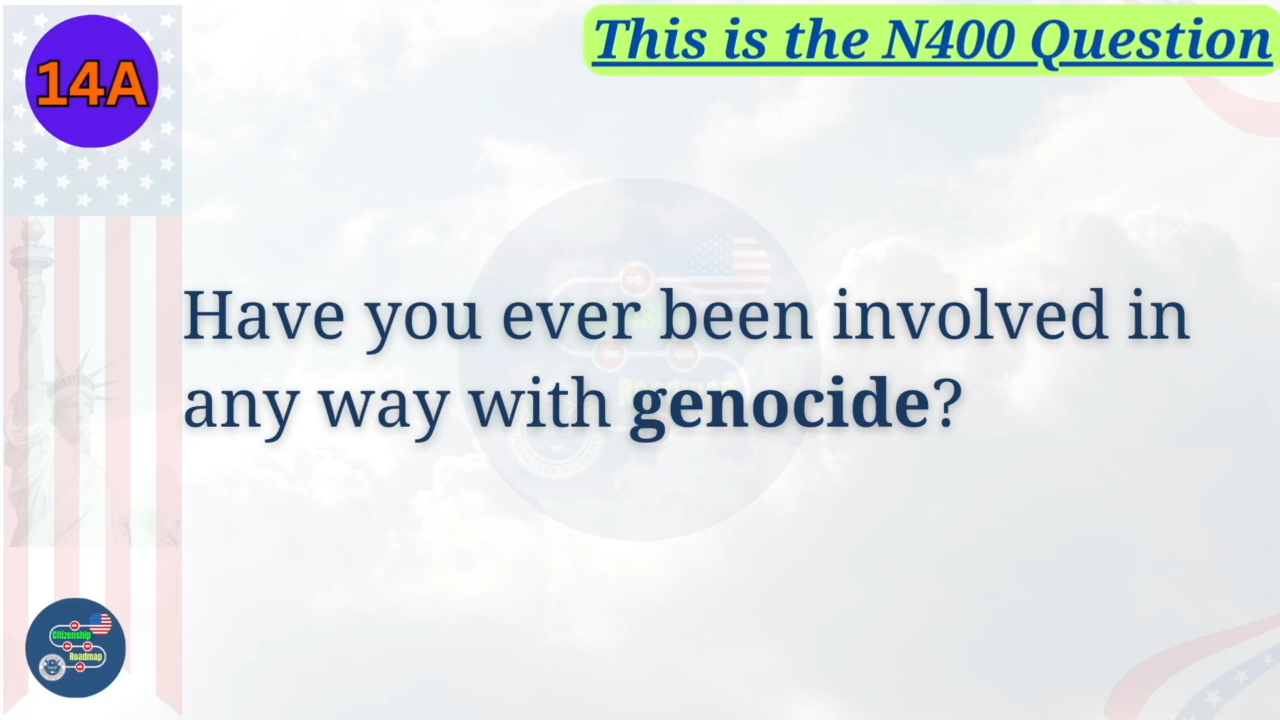 14A
This is the N400 Question
Have you ever been involved in
any way with genocide?
Citizenship
Roadmap